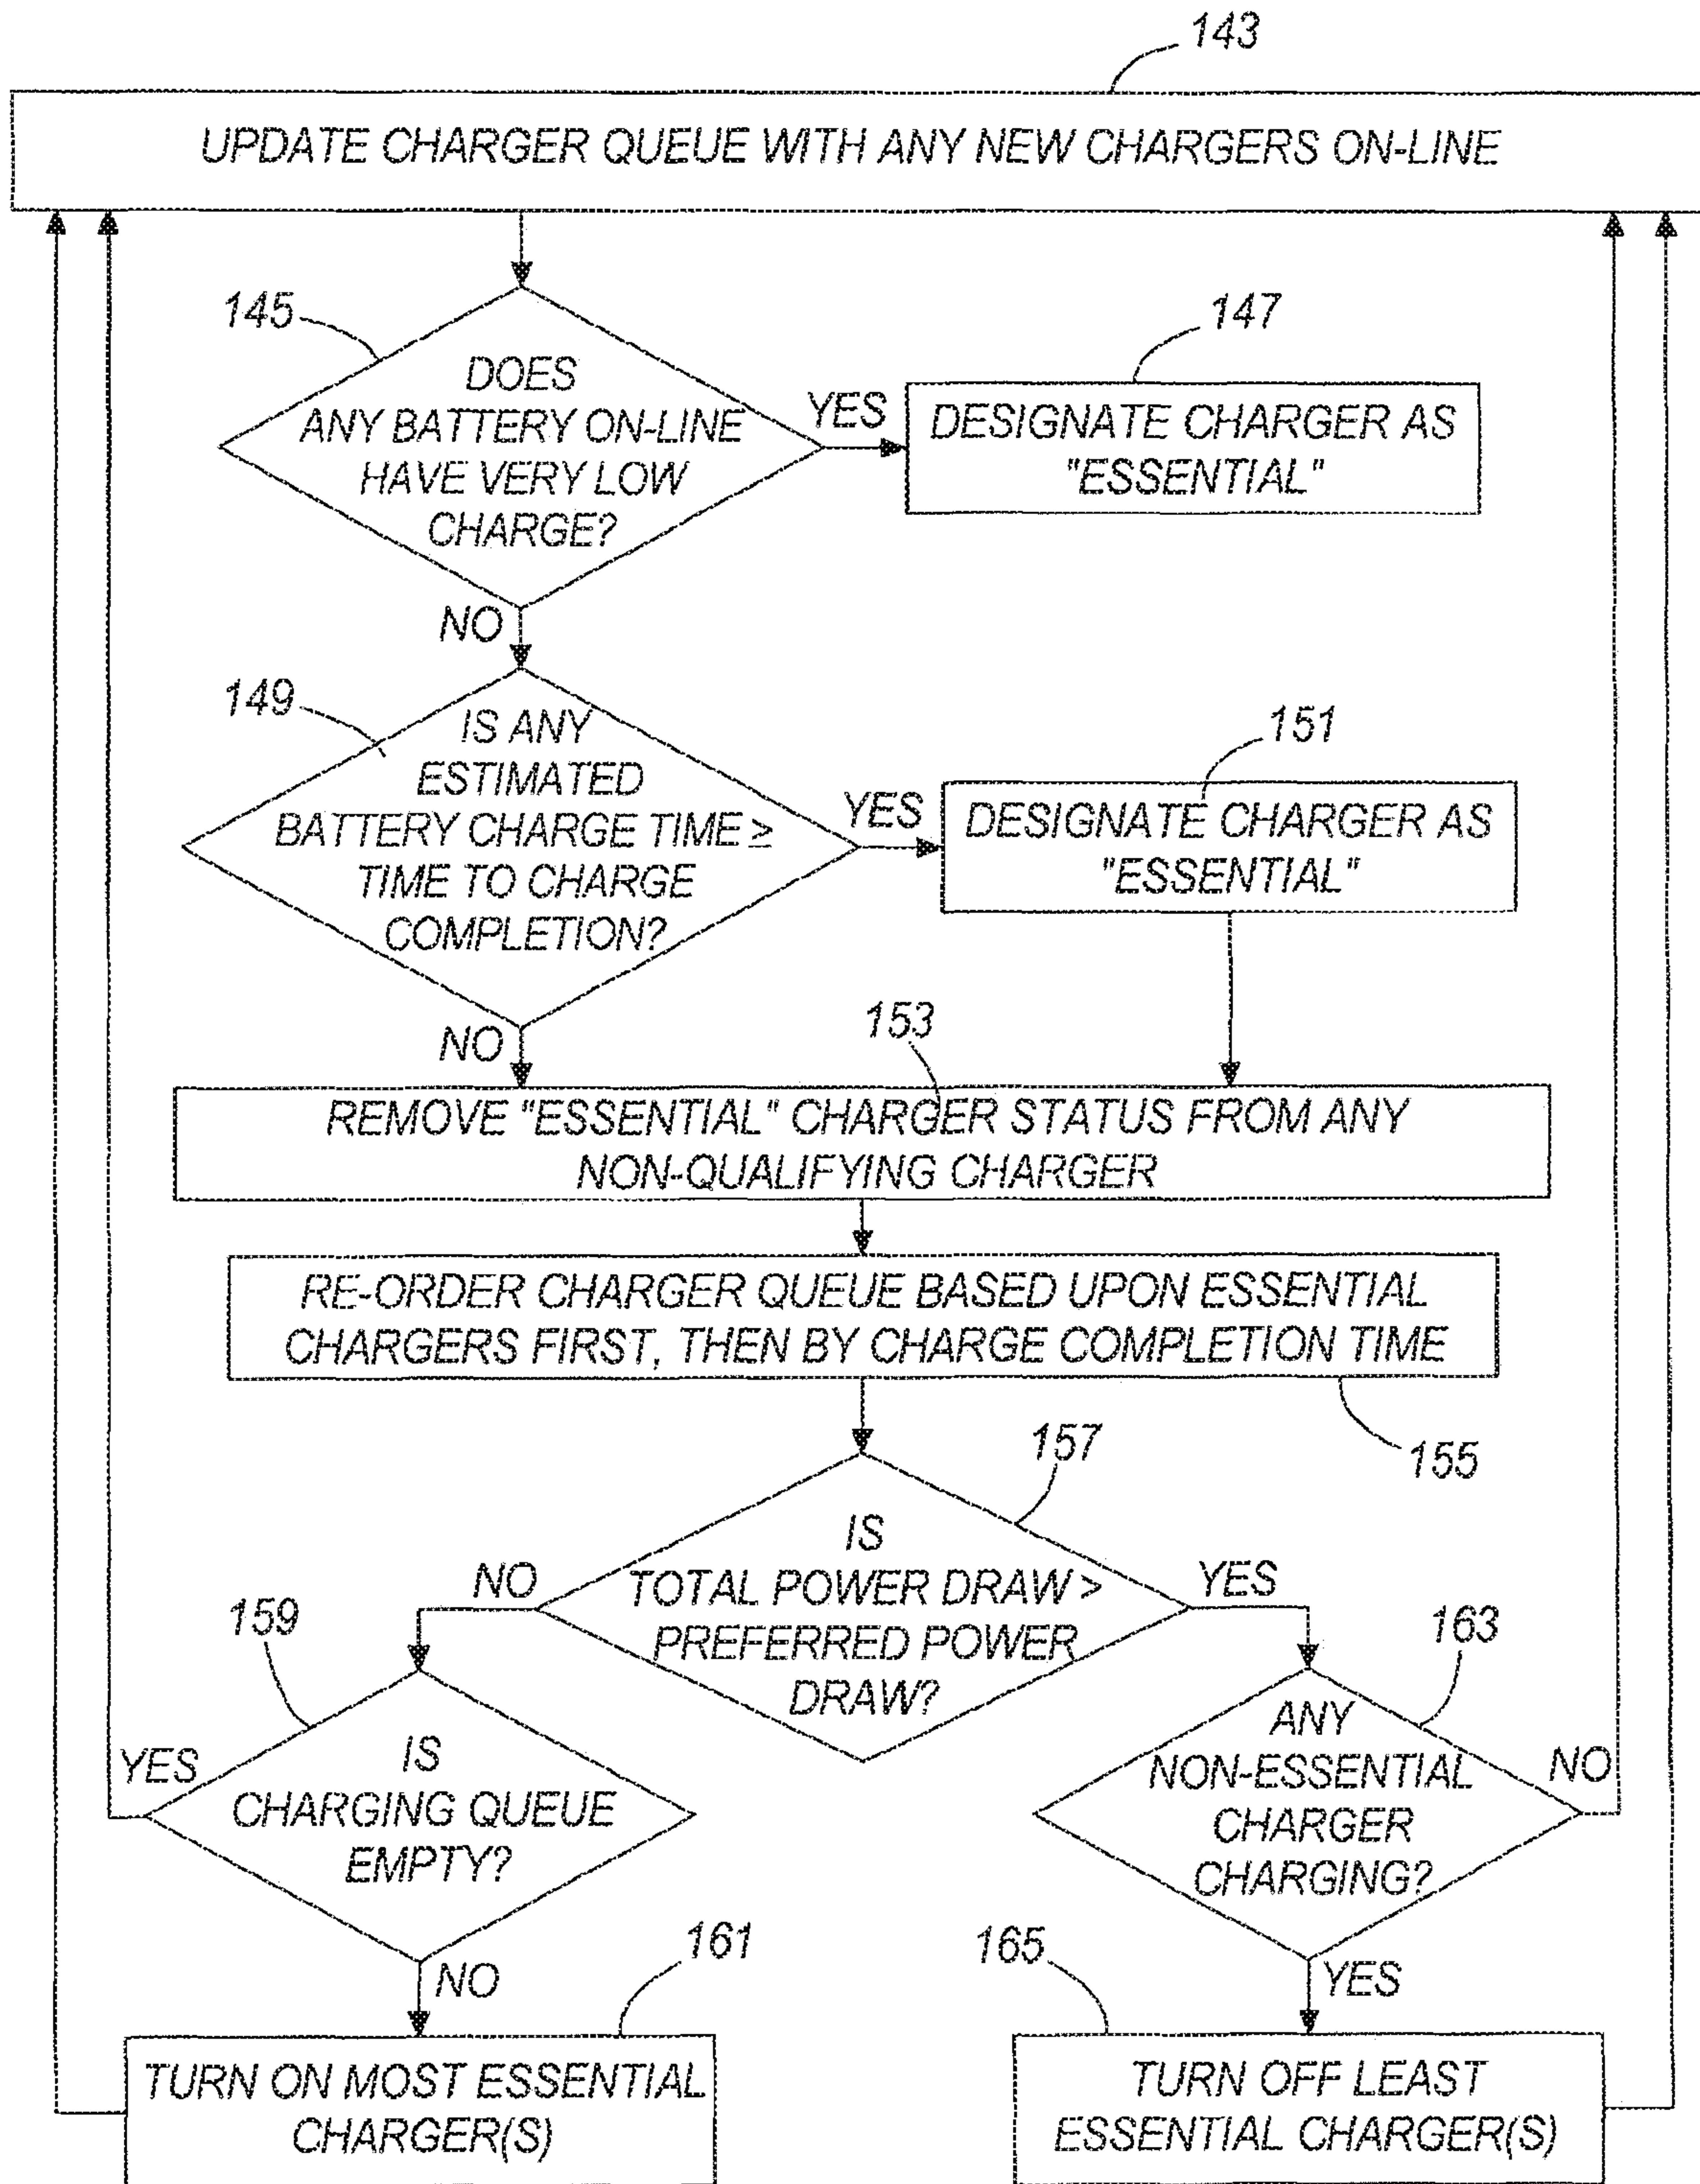 143
UPDATE CHARGER QUEUE WITH ANY NEW CHARGERS ON-LINE
145
DOES
ANY BATTERY ON-LINE
HAVE VERY LOW
CHARGE?
YES
147
DESIGNATE CHARGER AS
"ESSENTIAL"
NO
149
IS ANY
ESTIMATED
BATTERY CHARGE TIME ≥
TIME TO CHARGE
COMPLETION?
YES
151
DESIGNATE CHARGER AS
"ESSENTIAL"
NO
153
REMOVE "ESSENTIAL" CHARGER STATUS FROM ANY
NON-QUALIFYING CHARGER
RE-ORDER CHARGER QUEUE BASED UPON ESSENTIAL
CHARGERS FIRST, THEN BY CHARGE COMPLETION TIME
155
157
IS
TOTAL POWER DRAW >
PREFERRED POWER
DRAW?
NO
YES
159
IS
CHARGING QUEUE
EMPTY?
YES
NO
163
ANY
NON-ESSENTIAL
CHARGER
CHARGING?
NO
YES
161
TURN ON MOST ESSENTIAL
CHARGER(S)
165
TURN OFF LEAST
ESSENTIAL CHARGER(S)